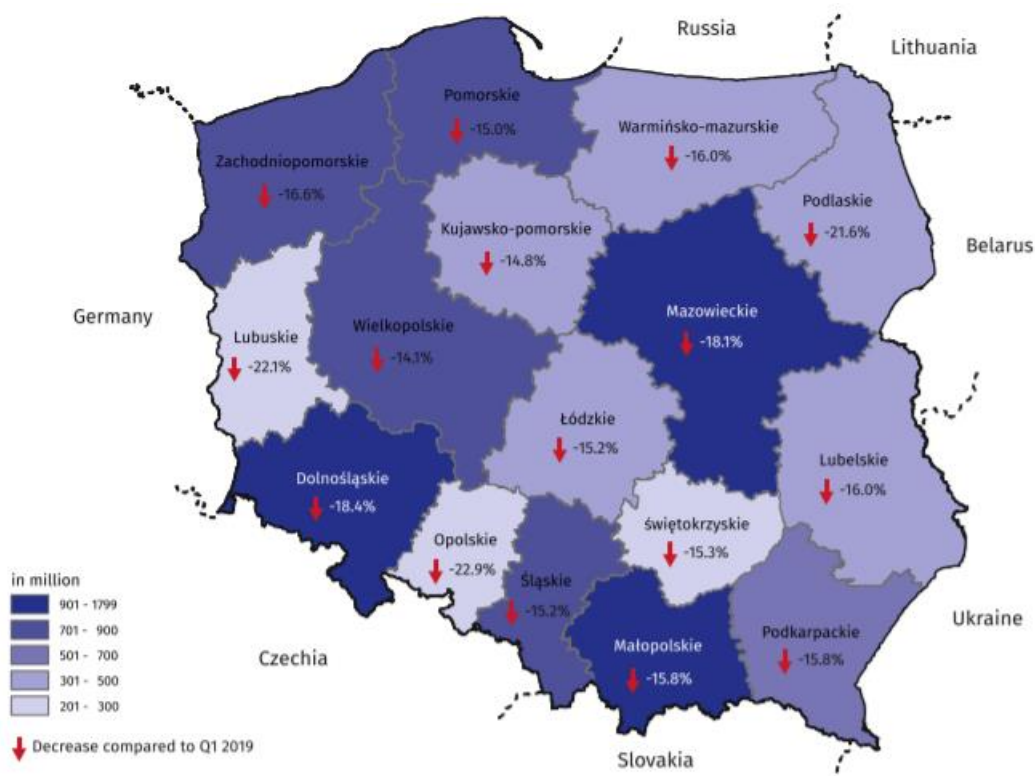 Russia
Lithuania
Pomorskie
-15.0%
Warmińsko-mazurskie
-16.0%
Zachodniopomorskie
-16.6%
Podlaskie
-21.6%
Kujawsko-pomorskie
-14.8%
Belarus
Germany
Mazowieckie
-18.1%
Wielkopolskie
-14.1%
Lubuskie
-22.1%
Łódzkie
-15.2%
Lubelskie
-16.0%
Dolnośląskie
-18.4%
świętokrzyskie
-15.3%
Opolskie
-22.9%
Śląskie
-15.2%
Ukraine
Podkarpackie
-15.8%
Małopolskie
-15.8%
Czechia
Slovakia
in million
901 - 1799
701 - 900
501 - 700
301 - 500
201 - 300
Decrease compared to Q1 2019